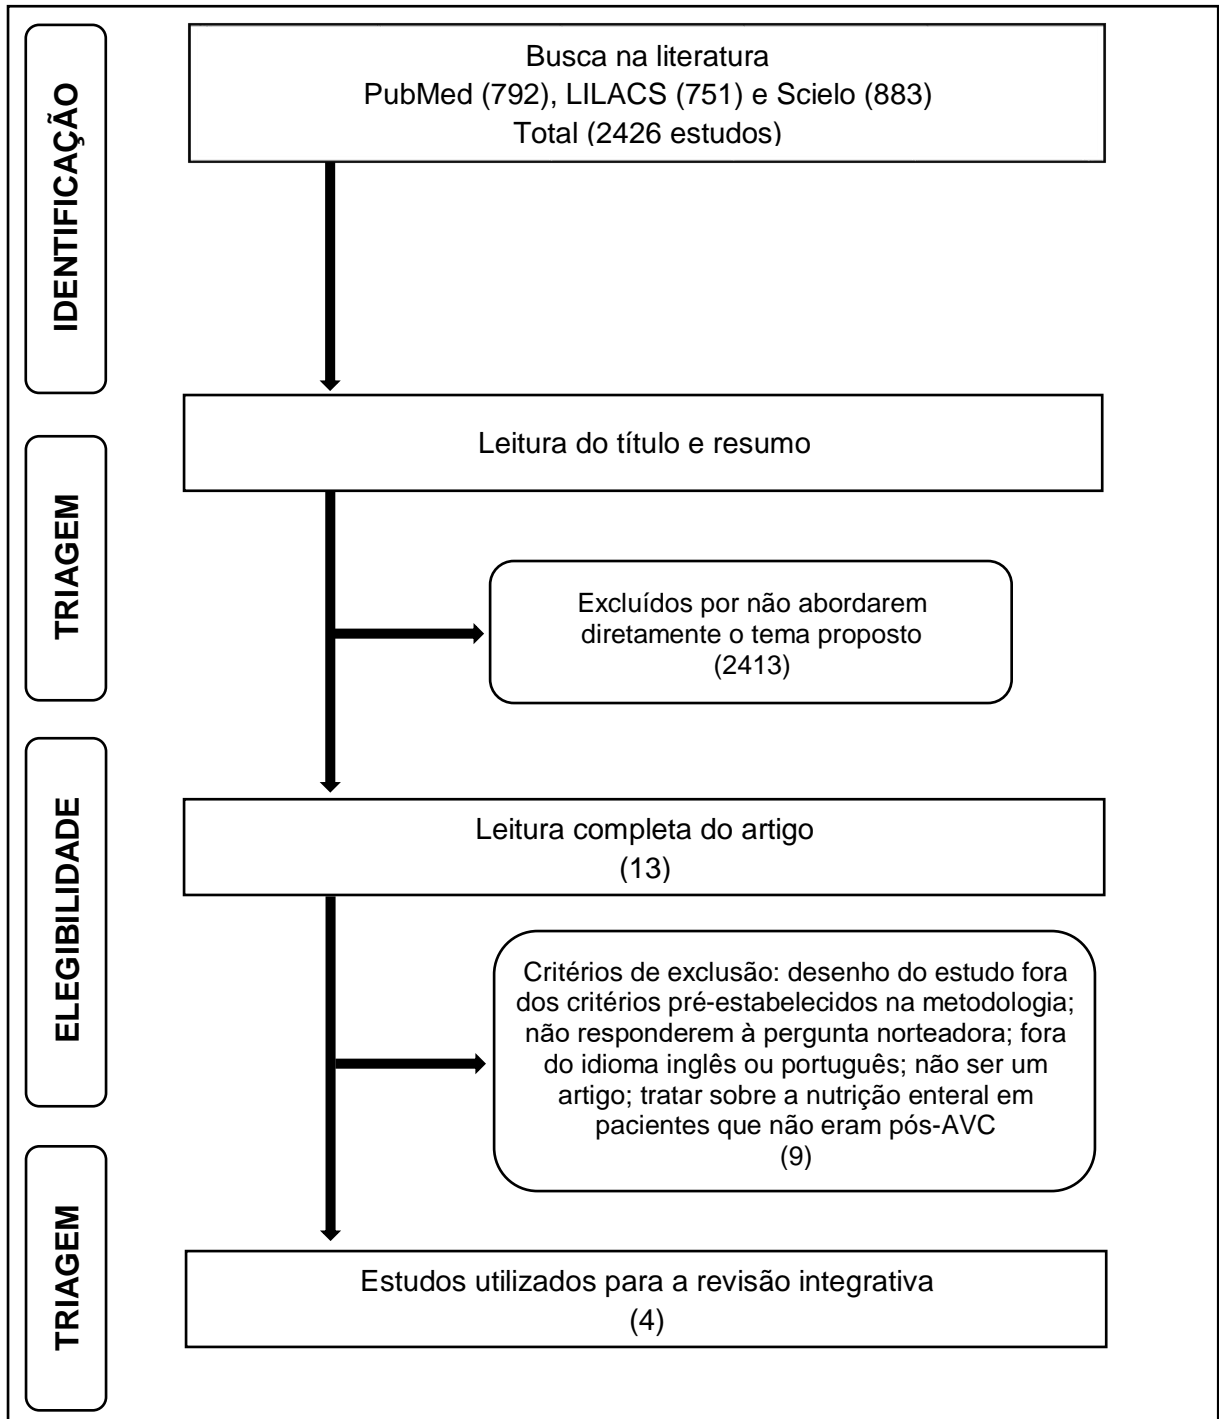 IDENTIFICAÇÃO
Busca na literatura
PubMed (792), LILACS (751) e Scielo (883)
Total (2426 estudos)
TRIAGEM
Leitura do título e resumo
Excluídos por não abordarem
diretamente o tema proposto
(2413)
ELEGIBILIDADE
Leitura completa do artigo
(13)
Critérios de exclusão: desenho do estudo fora
dos critérios pré-estabelecidos na metodologia;
não responderem à pergunta norteadora; fora
do idioma inglês ou português; não ser um
artigo; tratar sobre a nutrição enteral em
pacientes que não eram pós-AVC
(9)
TRIAGEM
Estudos utilizados para a revisão integrativa
(4)